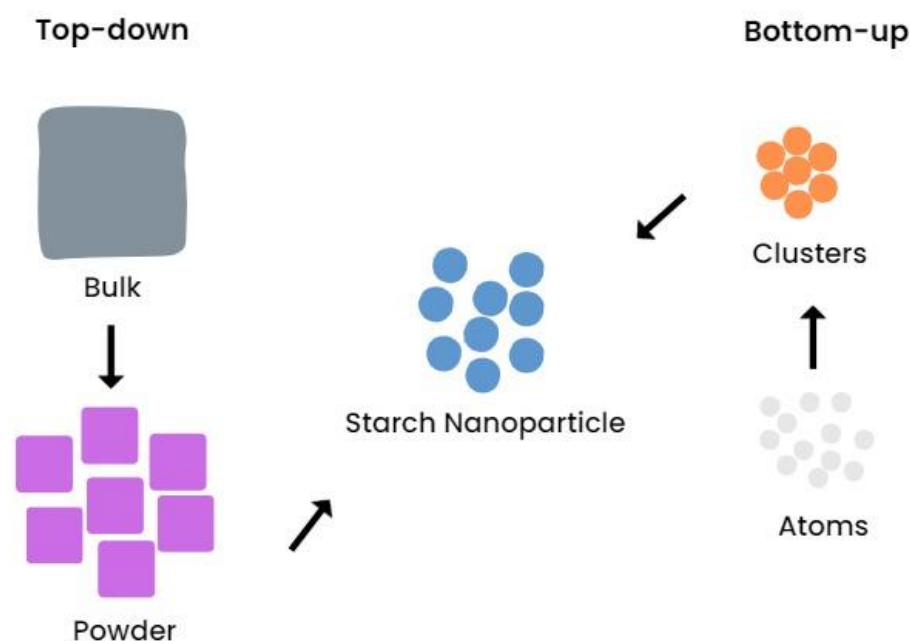 Top-down
Bottom-up
Bulk
Clusters
Starch Nanoparticle
Atoms
Powder